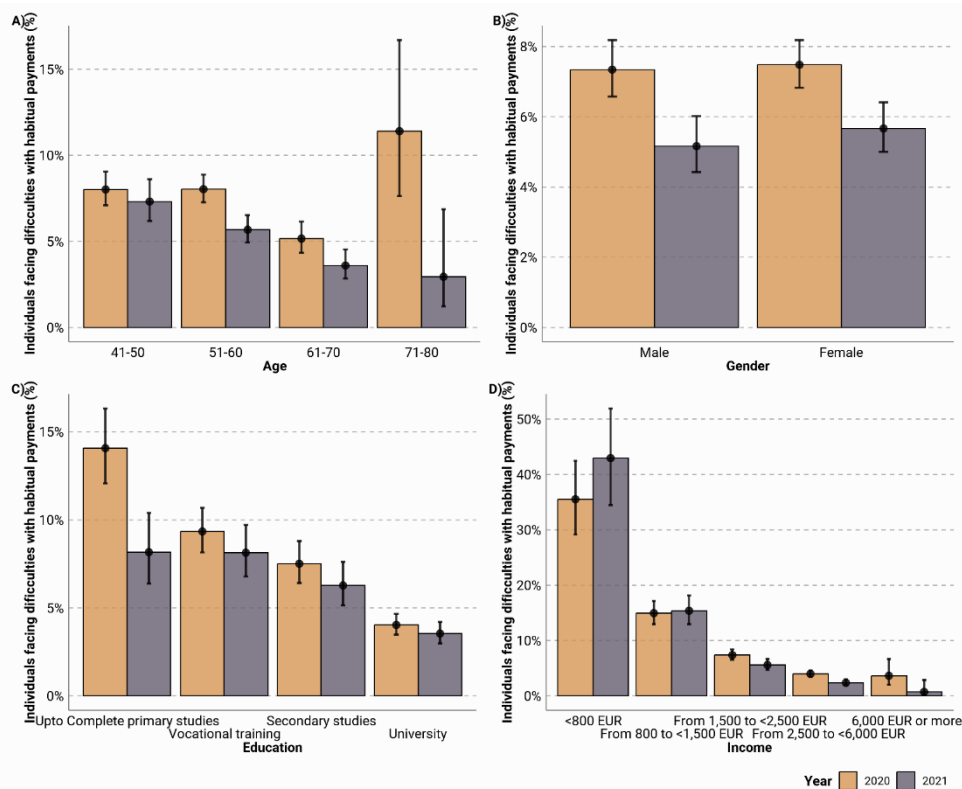 A)
Individuals facing dificculties with habitual payments (%)
15%
10%
5%
0%
41-50 51-60 61-70 71-80
Age
B)
Individuals facing dificculties with habitual payments (%)
8%
6%
4%
2%
0%
Male Female
Gender
C)
Individuals facing dificculties with habitual payments (%)
15%
10%
5%
0%
Upto Complete primary studies Secondary studies
Vocational training University
Education
D)
Individuals facing dificculties with habitual payments (%)
50%
40%
30%
20%
10%
0%
<800 EUR From 1,500 to <2,500 EUR 6,000 EUR or more
From 800 to <1,500 EUR From 2,500 to <6,000 EUR
Income
Year 2020 2021